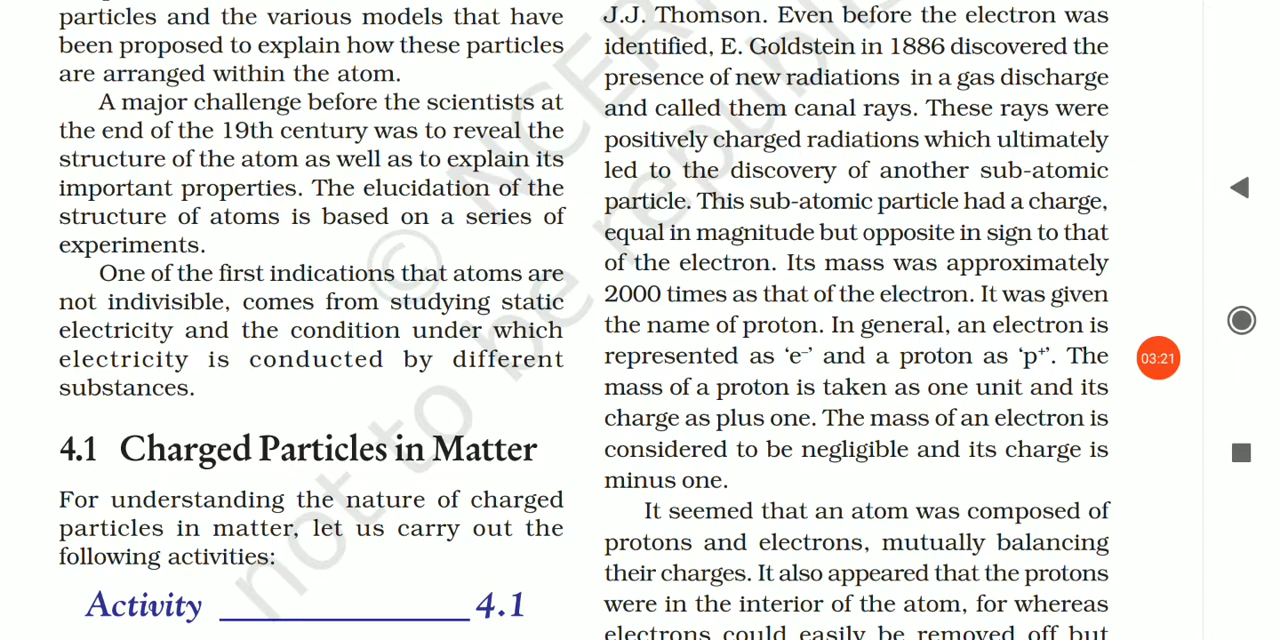 particles and the various models that have
been proposed to explain how these particles
are arranged within the atom.
A major challenge before the scientists at
the end of the 19th century was to reveal the
structure of the atom as well as to explain its
important properties. The elucidation of the
structure of atoms is based on a series of
experiments.
One of the first indications that atoms are
not indivisible, comes from studying static
electricity and the condition under which
electricity is conducted by different
substances.
4.1 Charged Particles in Matter
For understanding the nature of charged
particles in matter, let us carry out the
following activities:
Activity 4.1
J.J. Thomson. Even before the electron was
identified, E. Goldstein in 1886 discovered the
presence of new radiations in a gas discharge
and called them canal rays. These rays were
positively charged radiations which ultimately
led to the discovery of another sub-atomic
particle. This sub-atomic particle had a charge,
equal in magnitude but opposite in sign to that
of the electron. Its mass was approximately
2000 times as that of the electron. It was given
the name of proton. In general, an electron is
represented as ‘e⁻’ and a proton as ‘p⁺’. The
mass of a proton is taken as one unit and its
charge as plus one. The mass of an electron is
considered to be negligible and its charge is
minus one.
It seemed that an atom was composed of
protons and electrons, mutually balancing
their charges. It also appeared that the protons
were in the interior of the atom, for whereas
electrons could easily be removed off but
© NCER
not to be republi
03:21